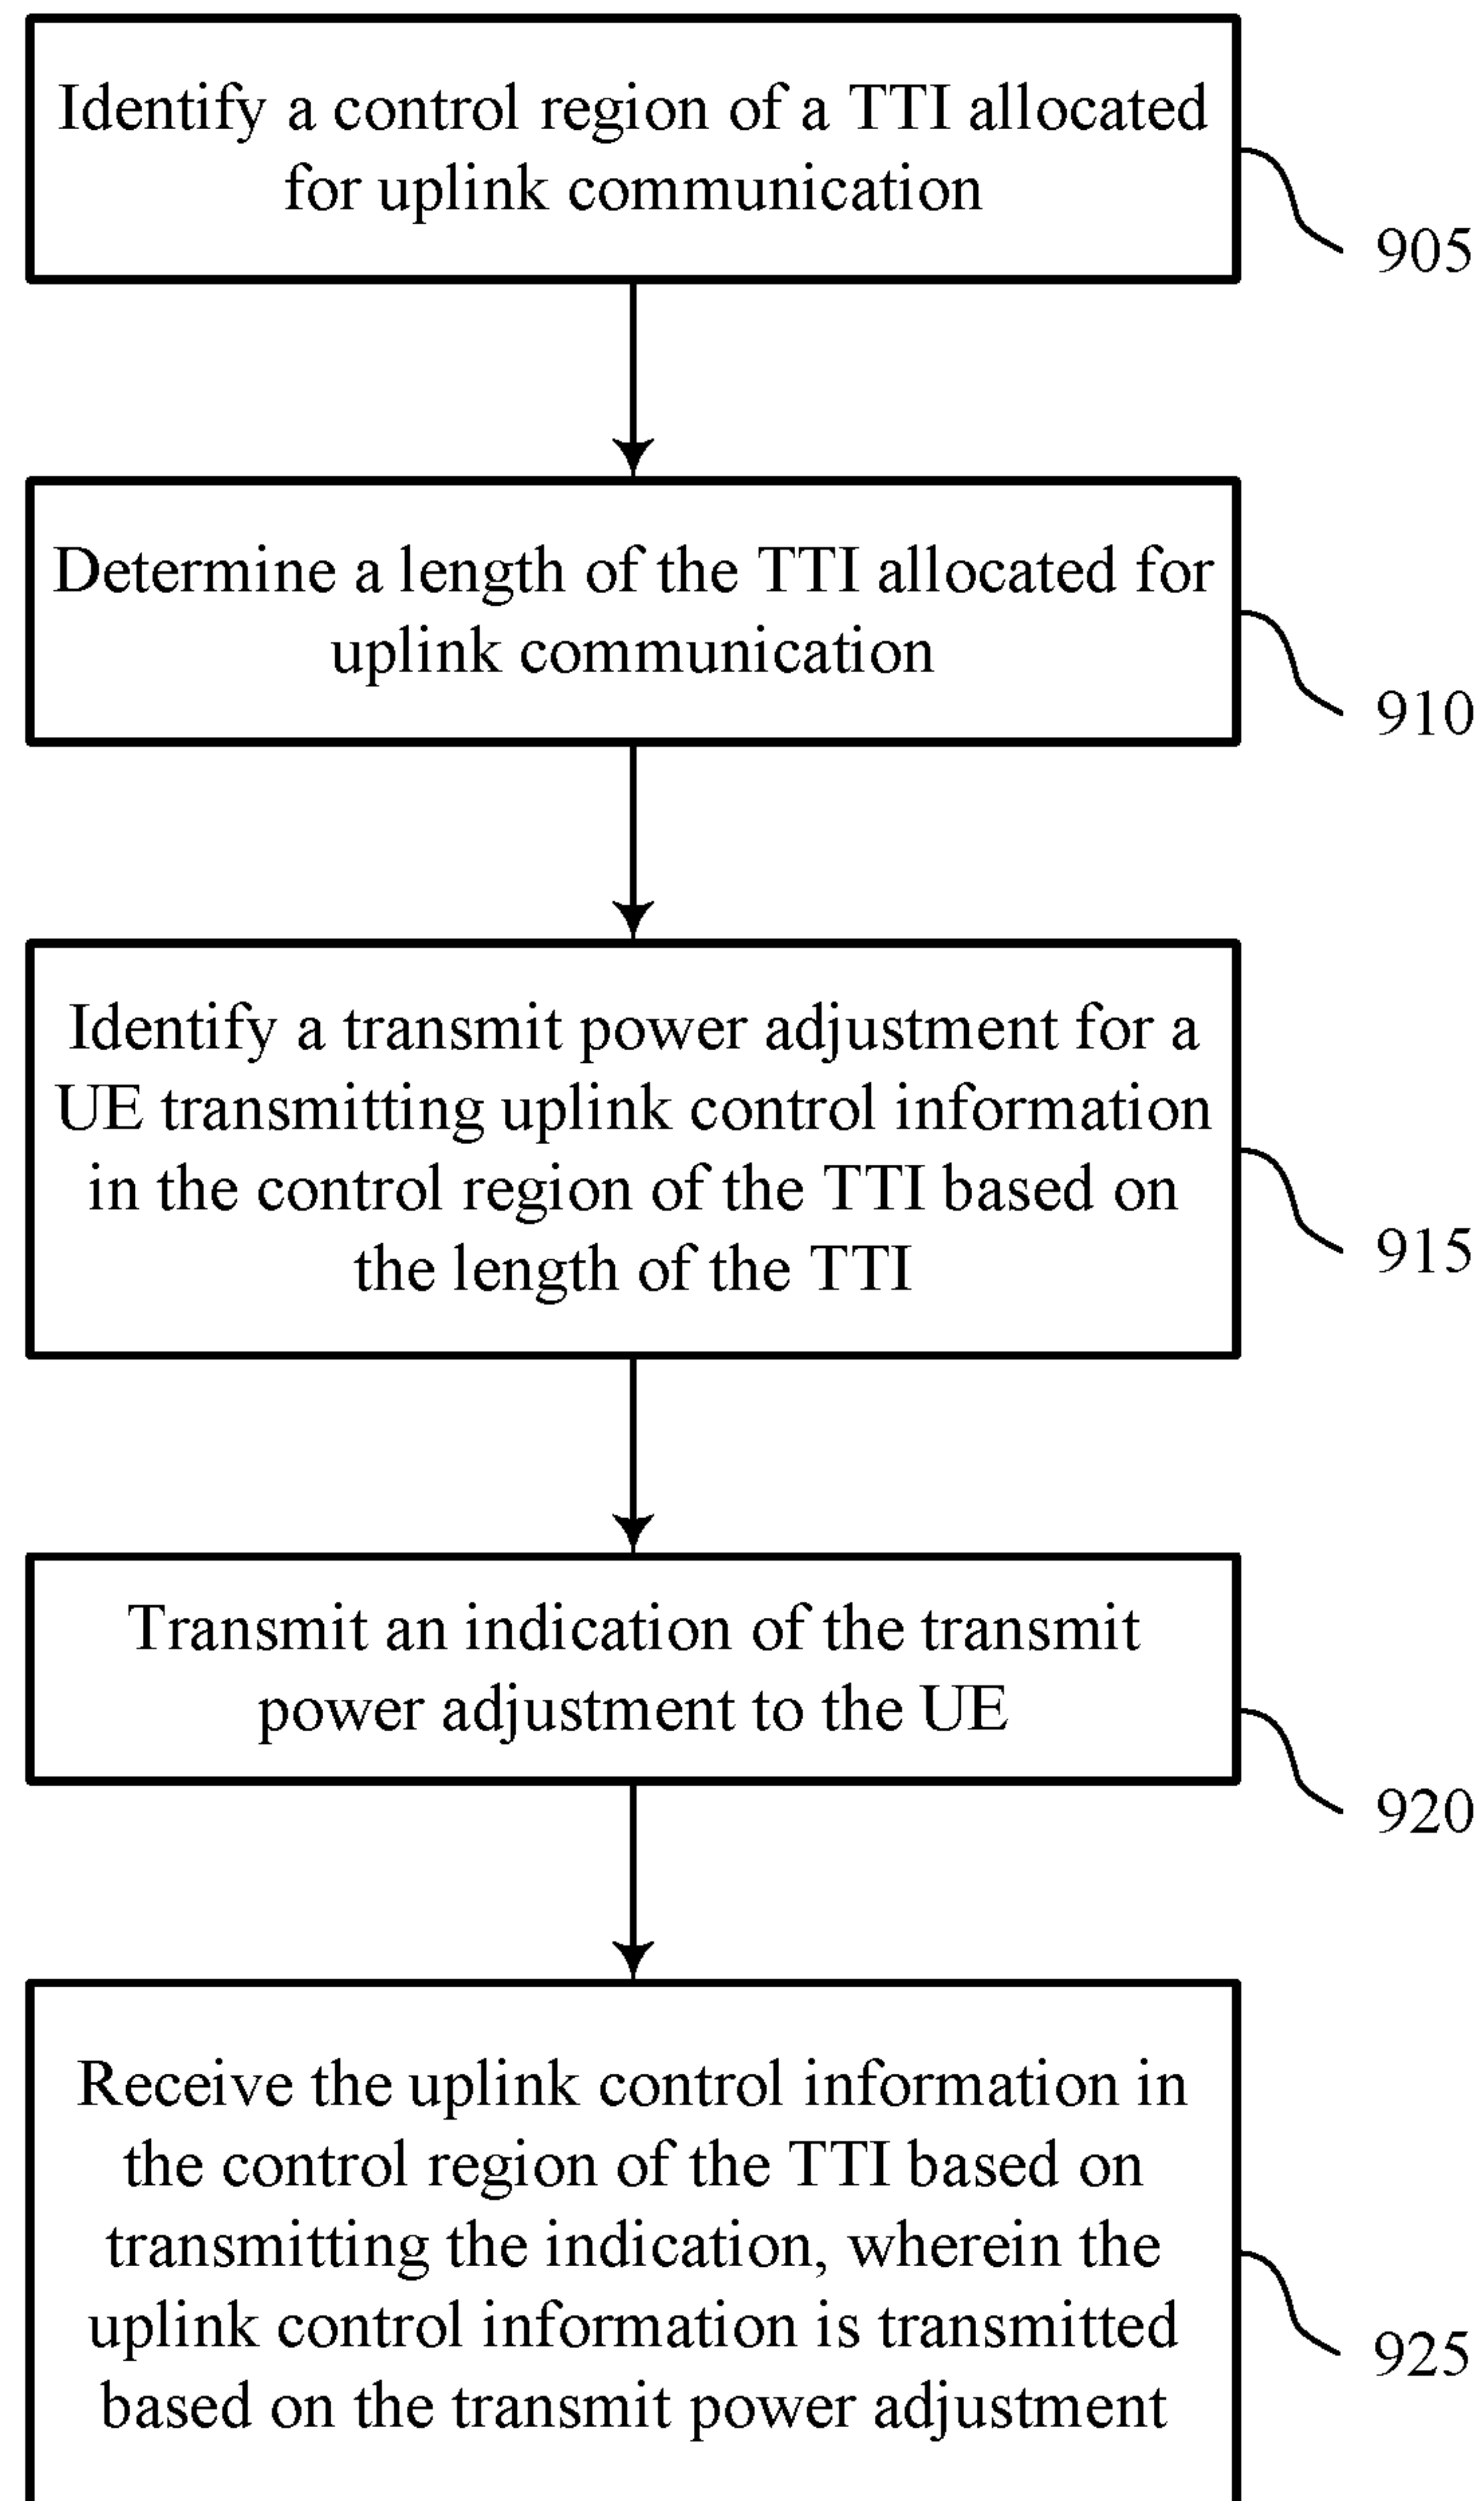 Identify a control region of a TTI allocated
for uplink communication
905
Determine a length of the TTI allocated for
uplink communication
910
Identify a transmit power adjustment for a
UE transmitting uplink control information
in the control region of the TTI based on
the length of the TTI
915
Transmit an indication of the transmit
power adjustment to the UE
920
Receive the uplink control information in
the control region of the TTI based on
transmitting the indication, wherein the
uplink control information is transmitted
based on the transmit power adjustment
925